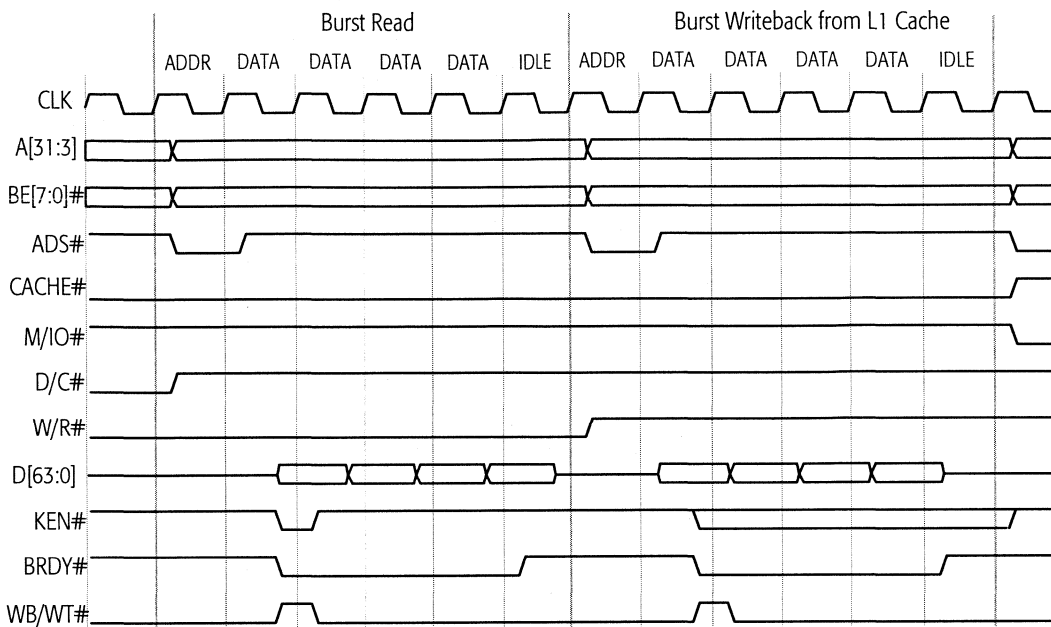 Burst Read Burst Writeback from L1 Cache
ADDR DATA DATA DATA DATA IDLE ADDR DATA DATA DATA DATA IDLE
CLK
A[31:3]
BE[7:0]#
ADS#
CACHE#
M/IO#
D/C#
W/R#
D[63:0]
KEN#
BRDY#
WB/WT#